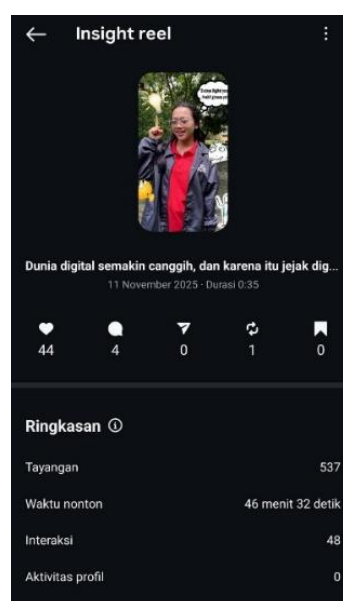 Insight reel
Dunia digital semakin canggih, dan karena itu jejak dig...
11 November 2025 · Durasi 0:35
44 4 0 1 0
Ringkasan
Tayangan 537
Waktu nonton 46 menit 32 detik
Interaksi 48
Aktivitas profil 0